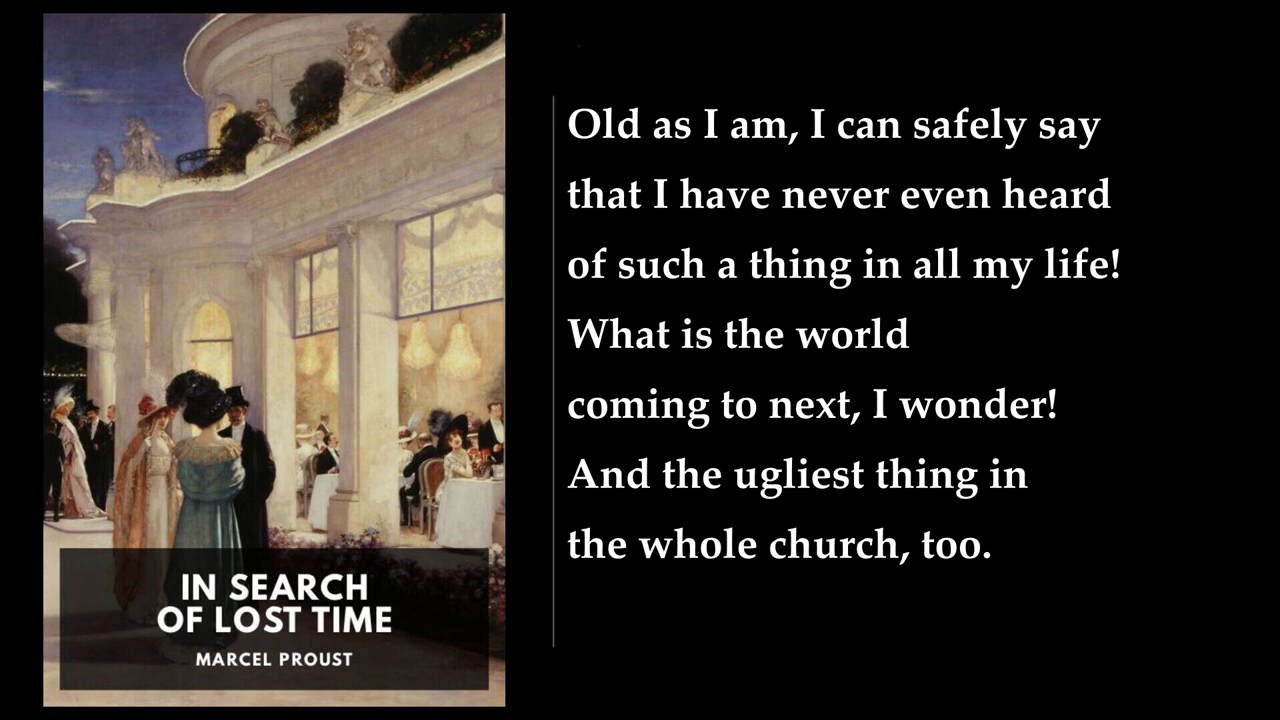 IN SEARCH
OF LOST TIME
MARCEL PROUST
Old as I am, I can safely say
that I have never even heard
of such a thing in all my life!
What is the world
coming to next, I wonder!
And the ugliest thing in
the whole church, too.